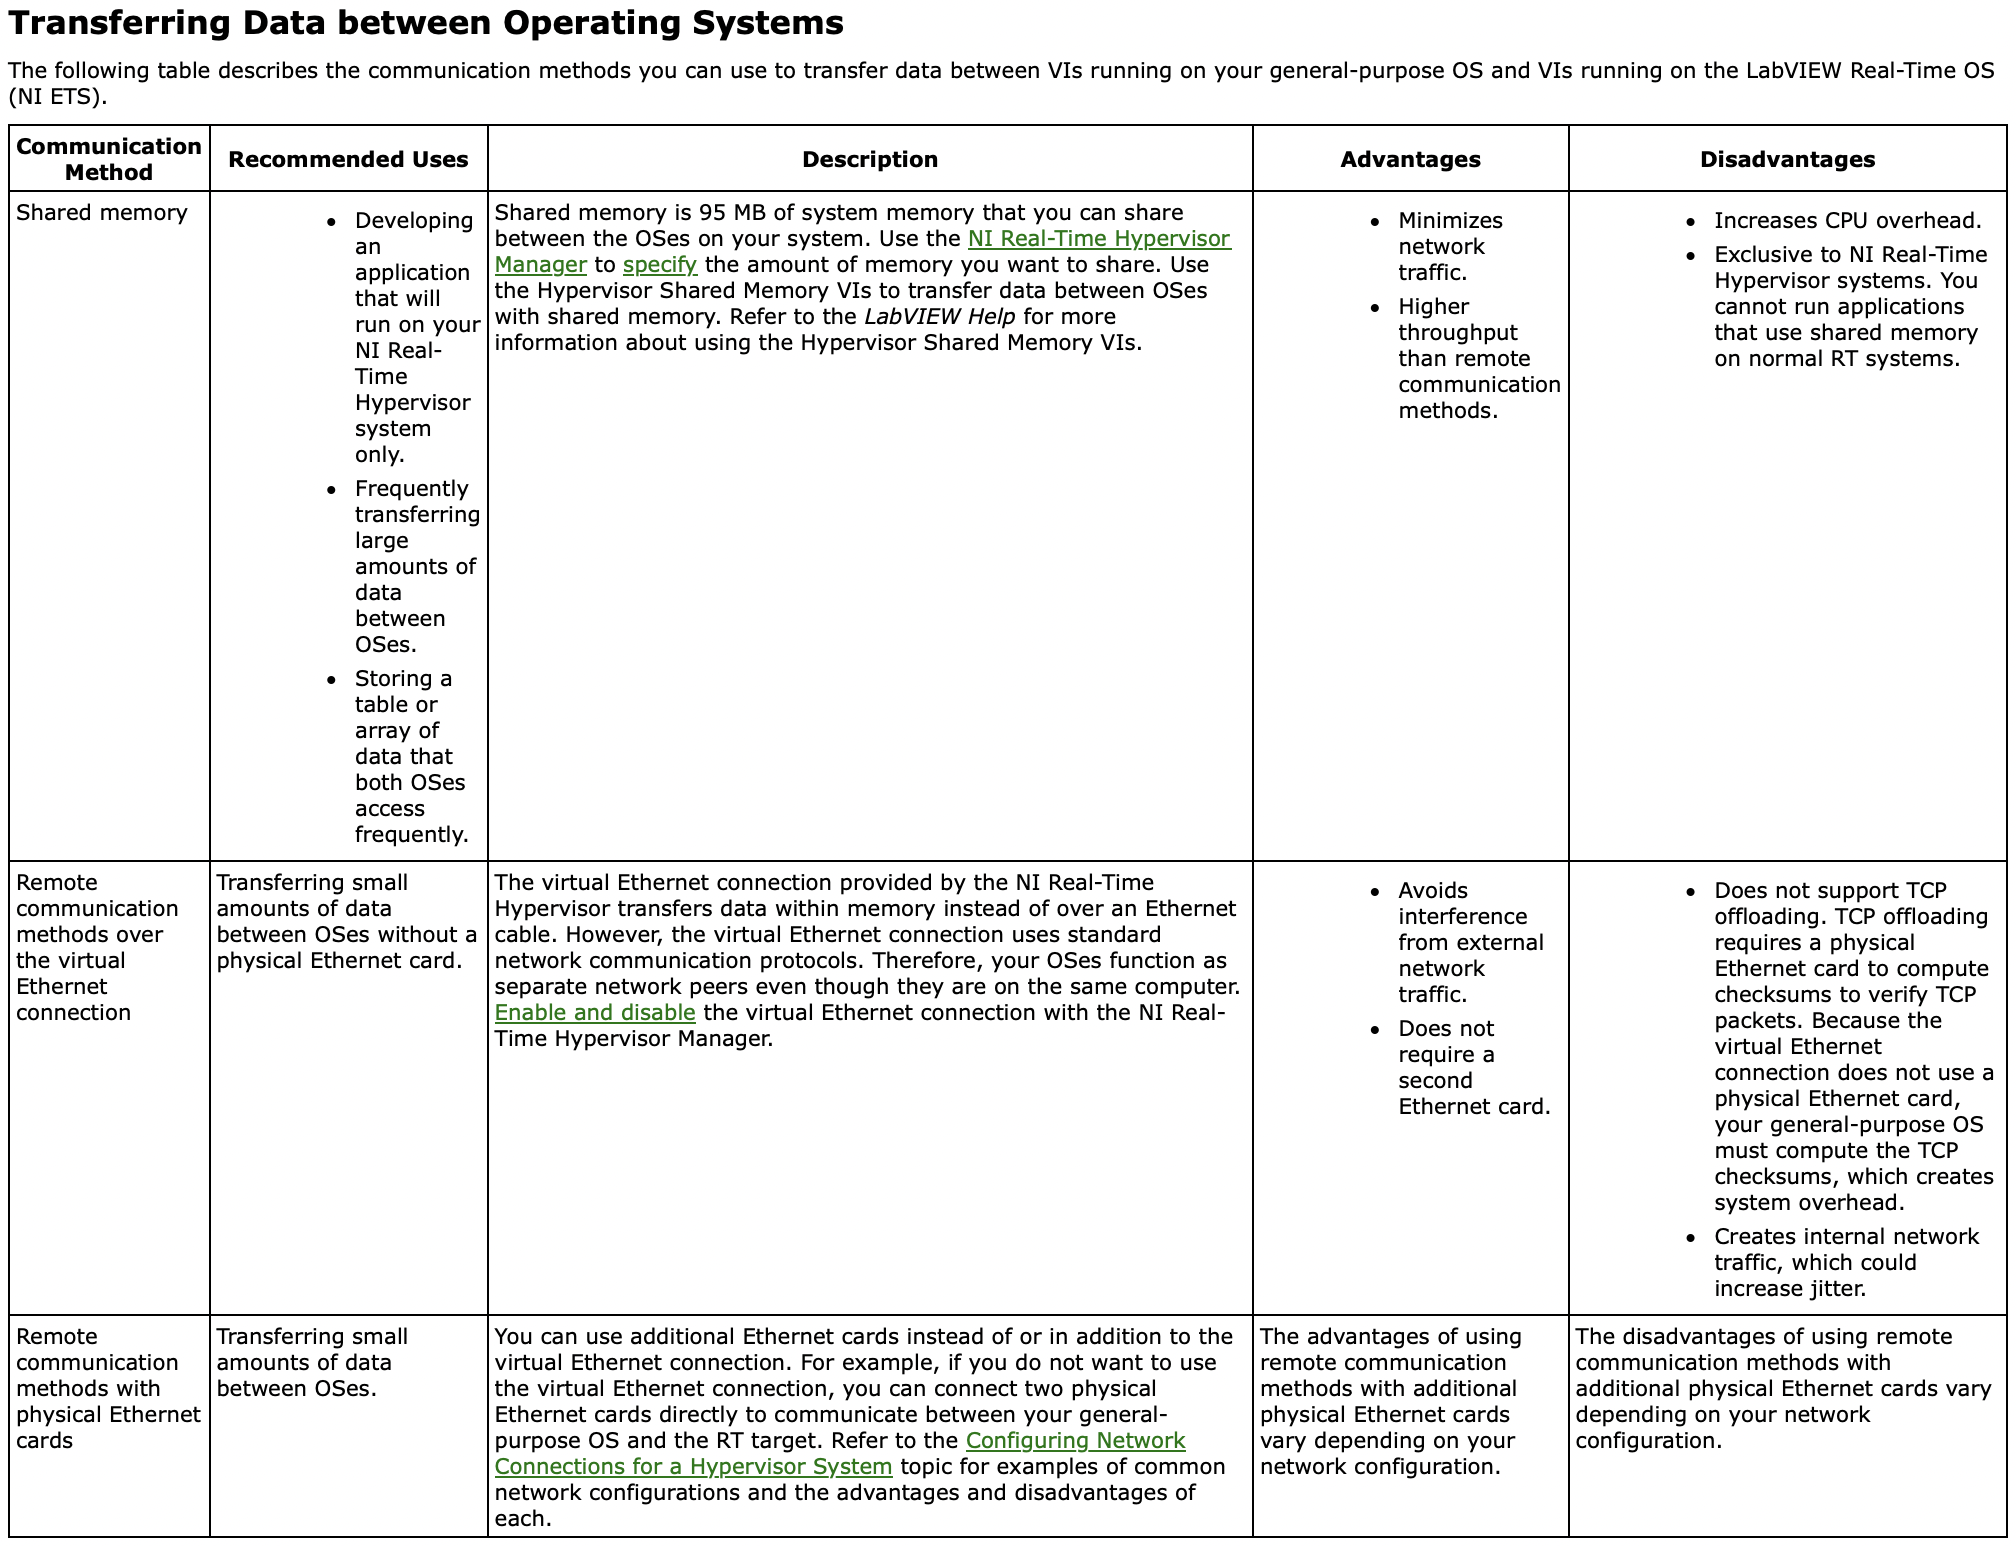 Transferring Data between Operating Systems
The following table describes the communication methods you can use to transfer data between VIs running on your general-purpose OS and VIs running on the LabVIEW Real-Time OS
(NI ETS).
Communication
Method
Recommended Uses
Description
Advantages
Disadvantages
Shared memory
• Developing
an
application
that will
run on your
NI Real-
Time
Hypervisor
system
only.
• Frequently
transferring
large
amounts of
data
between
OSes.
• Storing a
table or
array of
data that
both OSes
access
frequently.
Shared memory is 95 MB of system memory that you can share
between the OSes on your system. Use the NI Real-Time Hypervisor
Manager to specify the amount of memory you want to share. Use
the Hypervisor Shared Memory VIs to transfer data between OSes
with shared memory. Refer to the LabVIEW Help for more
information about using the Hypervisor Shared Memory VIs.
• Minimizes
network
traffic.
• Higher
throughput
than remote
communication
methods.
• Increases CPU overhead.
• Exclusive to NI Real-Time
Hypervisor systems. You
cannot run applications
that use shared memory
on normal RT systems.
Remote
communication
methods over
the virtual
Ethernet
connection
Transferring small
amounts of data
between OSes without a
physical Ethernet card.
The virtual Ethernet connection provided by the NI Real-Time
Hypervisor transfers data within memory instead of over an Ethernet
cable. However, the virtual Ethernet connection uses standard
network communication protocols. Therefore, your OSes function as
separate network peers even though they are on the same computer.
Enable and disable the virtual Ethernet connection with the NI Real-
Time Hypervisor Manager.
• Avoids
interference
from external
network
traffic.
• Does not
require a
second
Ethernet card.
• Does not support TCP
offloading. TCP offloading
requires a physical
Ethernet card to compute
checksums to verify TCP
packets. Because the
virtual Ethernet
connection does not use a
physical Ethernet card,
your general-purpose OS
must compute the TCP
checksums, which creates
system overhead.
• Creates internal network
traffic, which could
increase jitter.
Remote
communication
methods with
physical Ethernet
cards
Transferring small
amounts of data
between OSes.
You can use additional Ethernet cards instead of or in addition to the
virtual Ethernet connection. For example, if you do not want to use
the virtual Ethernet connection, you can connect two physical
Ethernet cards directly to communicate between your general-
purpose OS and the RT target. Refer to the Configuring Network
Connections for a Hypervisor System topic for examples of common
network configurations and the advantages and disadvantages of
each.
The advantages of using
remote communication
methods with additional
physical Ethernet cards
vary depending on your
network configuration.
The disadvantages of using remote
communication methods with
additional physical Ethernet cards vary
depending on your network
configuration.